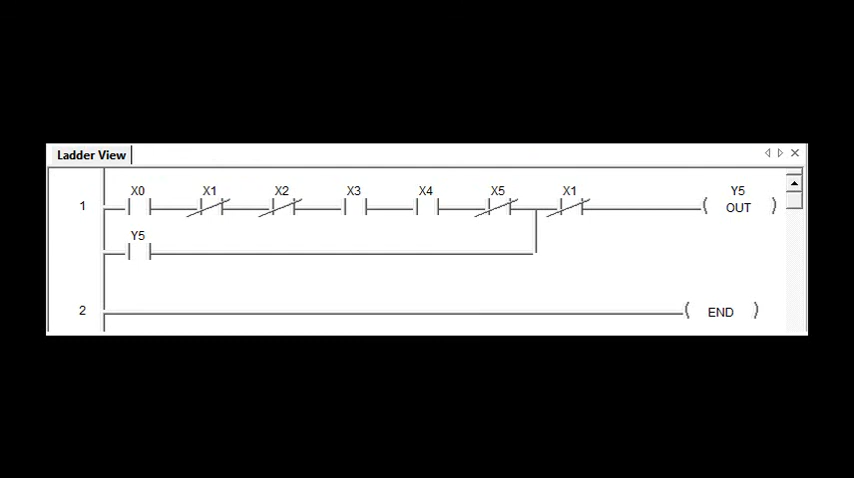 Ladder View
X0 X1 X2 X3 X4 X5 X1 Y5
1 OUT
Y5
2 END